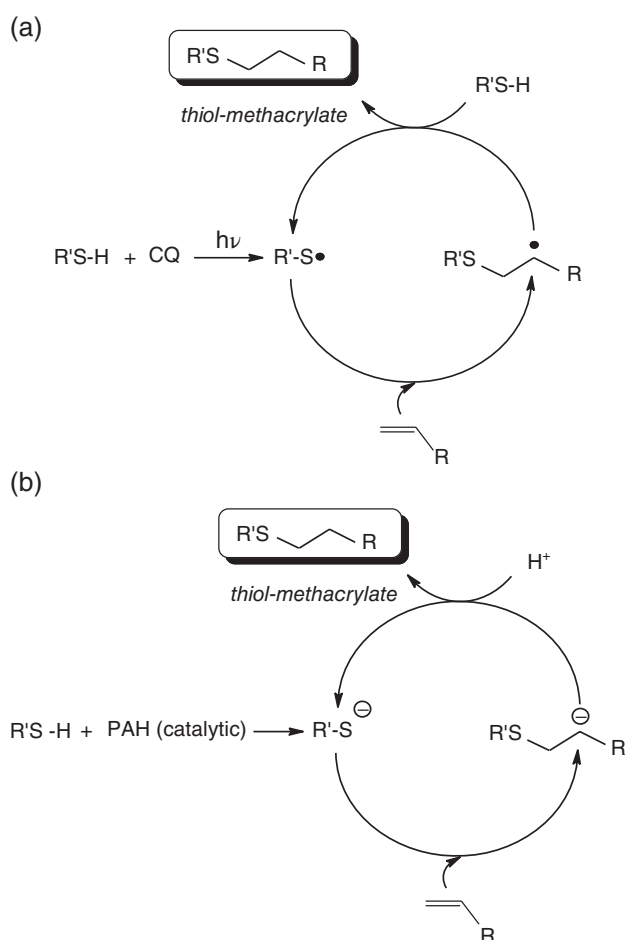 (a)
R'S R
thiol-methacrylate
R'S-H
R'S-H + CQ hν R'-S•
R'S R
R
(b)
R'S R
thiol-methacrylate
H⁺
R'S -H + PAH (catalytic) R'-S ⊖
⊖
R'S R
R